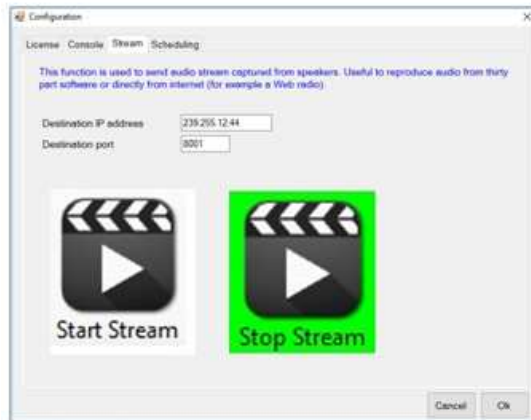 Configuration
License Console Stream Scheduling
This function is used to send audio stream captured from speakers. Useful to reproduce audio from thirty
part software or directly from internet (for example a Web radio)
Destination IP address 239.255.12.44
Destination port 8001
Start Stream Stop Stream
Cancel Ok